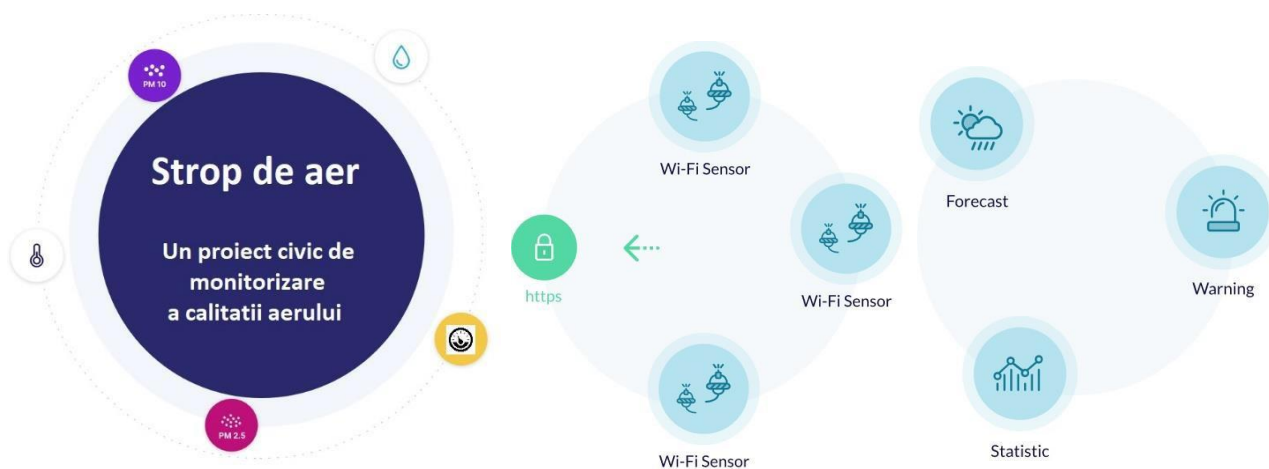 PM 10
Strop de aer
Un proiect civic de
monitorizare
a calitatii aerului
PM 2.5
https
Wi-Fi Sensor
Wi-Fi Sensor
Wi-Fi Sensor
Forecast
Warning
Statistic